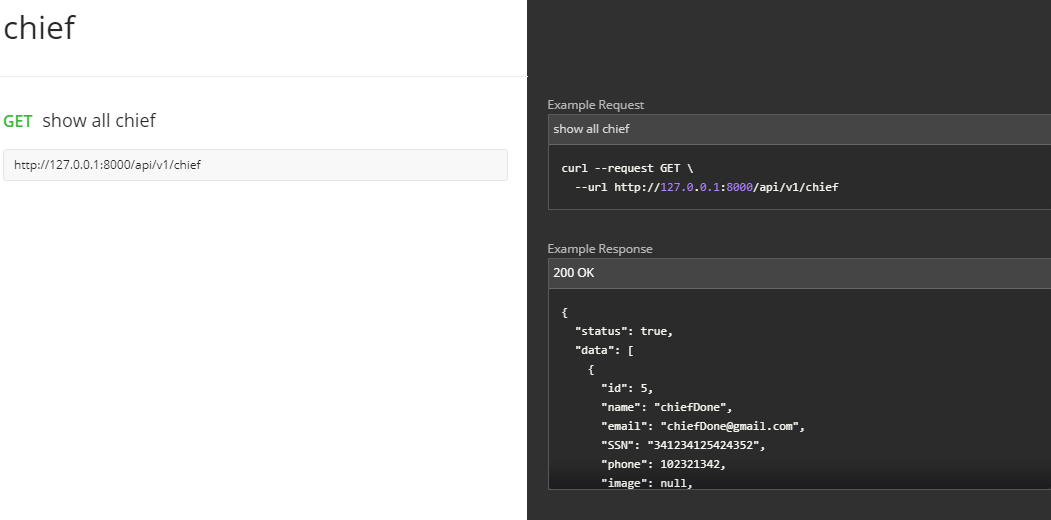 chief
GET show all chief
http://127.0.0.1:8000/api/v1/chief
Example Request
show all chief
curl --request GET \
--url http://127.0.0.1:8000/api/v1/chief
Example Response
200 OK
{
"status": true,
"data": [
{
"id": 5,
"name": "chiefDone",
"email": "chiefDone@gmail.com",
"SSN": "341234125424352",
"phone": 102321342,
"image": null,